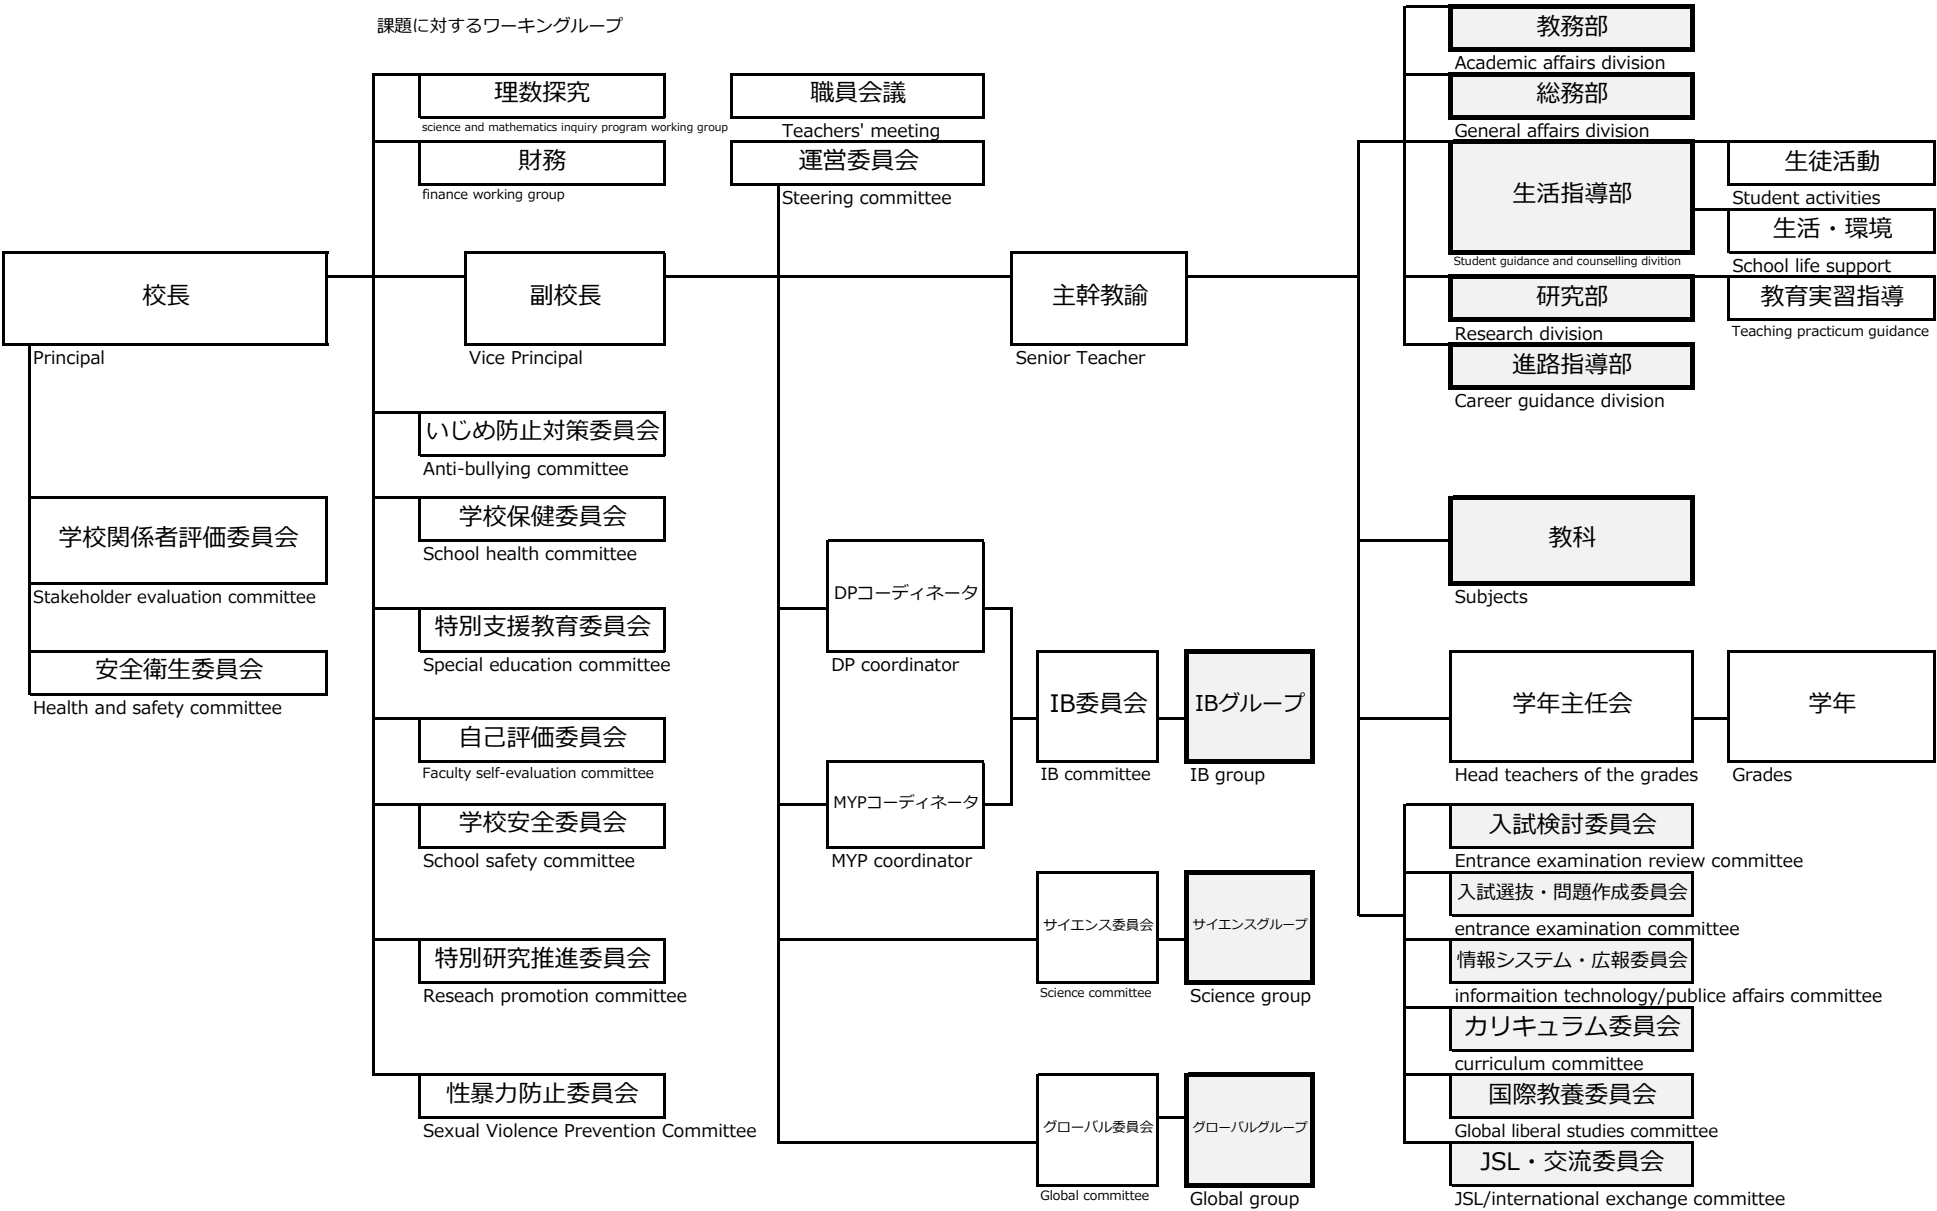 課題に対するワーキングループ
理数探究
science and mathematics inquiry program working group
財務
finance working group
職員会議
Teachers' meeting
運営委員会
Steering committee
校長
Principal
副校長
Vice Principal
主幹教諭
Senior Teacher
学校関係者評価委員会
Stakeholder evaluation committee
安全衛生委員会
Health and safety committee
いじめ防止対策委員会
Anti-bullying committee
学校保健委員会
School health committee
特別支援教育委員会
Special education committee
自己評価委員会
Faculty self-evaluation committee
学校安全委員会
School safety committee
特別研究推進委員会
Reseach promotion committee
性暴力防止委員会
Sexual Violence Prevention Committee
DPコーディネータ
DP coordinator
MYPコーディネータ
MYP coordinator
IB委員会
IB committee
IBグループ
IB group
サイエンス委員会
Science committee
サイエンスグループ
Science group
グローバル委員会
Global committee
グローバルグループ
Global group
教務部
Academic affairs division
総務部
General affairs division
生活指導部
Student guidance and counselling divition
生徒活動
Student activities
生活・環境
School life support
研究部
Research division
教育実習指導
Teaching practicum guidance
進路指導部
Career guidance division
教科
Subjects
学年主任会
Head teachers of the grades
学年
Grades
入試検討委員会
Entrance examination review committee
入試選抜・問題作成委員会
entrance examination committee
情報システム・広報委員会
informaition technology/publice affairs committee
カリキュラム委員会
curriculum committee
国際教養委員会
Global liberal studies committee
JSL・交流委員会
JSL/international exchange committee